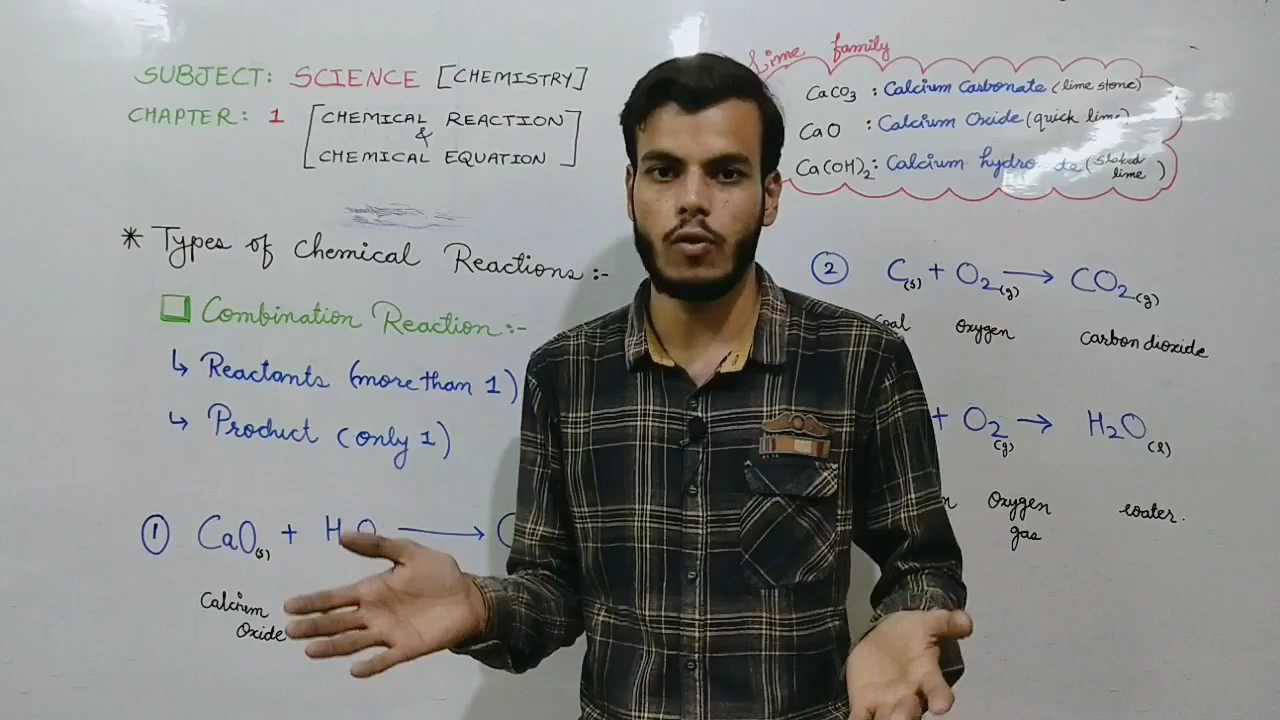 SUBJECT: SCIENCE [CHEMISTRY]
CHAPTER: 1 [CHEMICAL REACTION
&
CHEMICAL EQUATION]
* Types of Chemical Reactions:-
Combination Reaction:-
↳ Reactants (more than 1)
↳ Product (only 1)
① CaO(s) + H₂O ⟶ C
Calcium
Oxide
Lime family
CaCO₃ : Calcium Carbonate (lime stone)
CaO : Calcium Oxide (quick lime)
Ca(OH)₂ : Calcium hydro de (slaked
lime)
② C(s) + O₂(g) ⟶ CO₂(g)
Coal Oxygen Carbon dioxide
+ O₂(g) → H₂O(l)
n Oxygen water.
gas